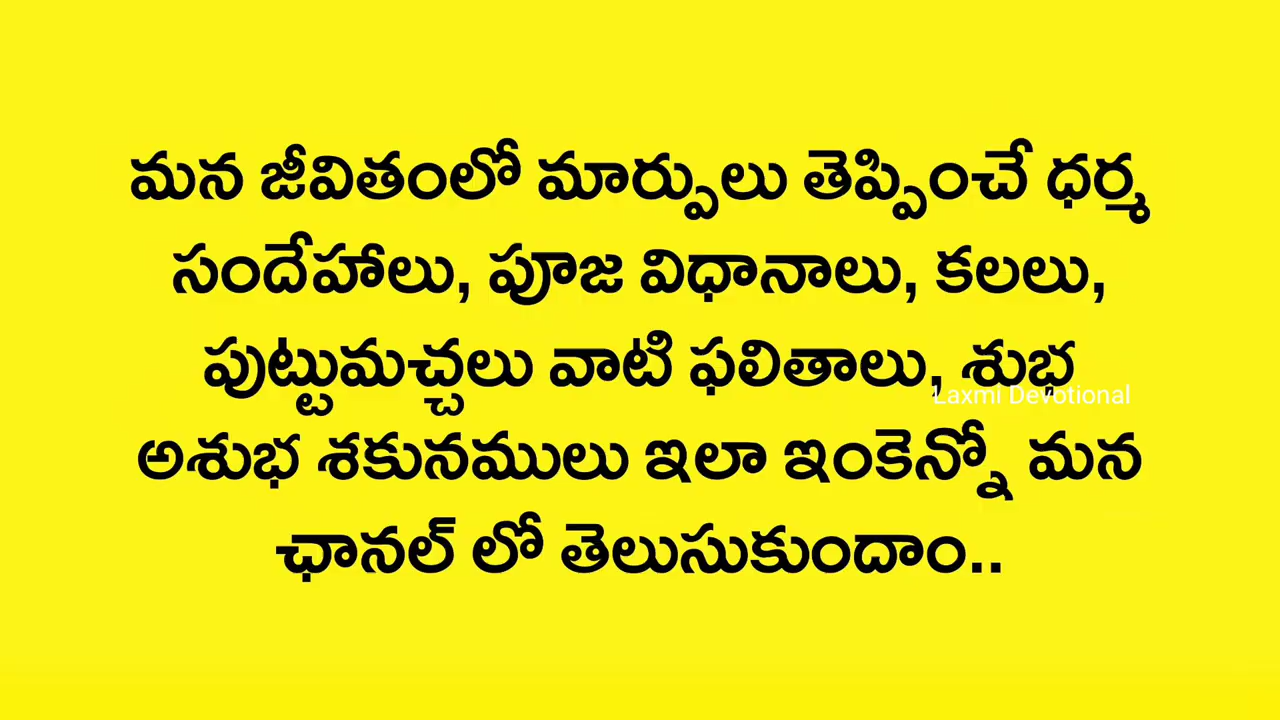 మన జీవితంలో మార్పులు తెప్పించే ధర్మ
సందేహాలు, పూజ విధానాలు, కలలు,
పుట్టుమచ్చలు వాటి ఫలితాలు, శుభ
Laxmi Devotional
అశుభ శకునములు ఇలా ఇంకెన్నో మన
ఛానల్ లో తెలుసుకుందాం..